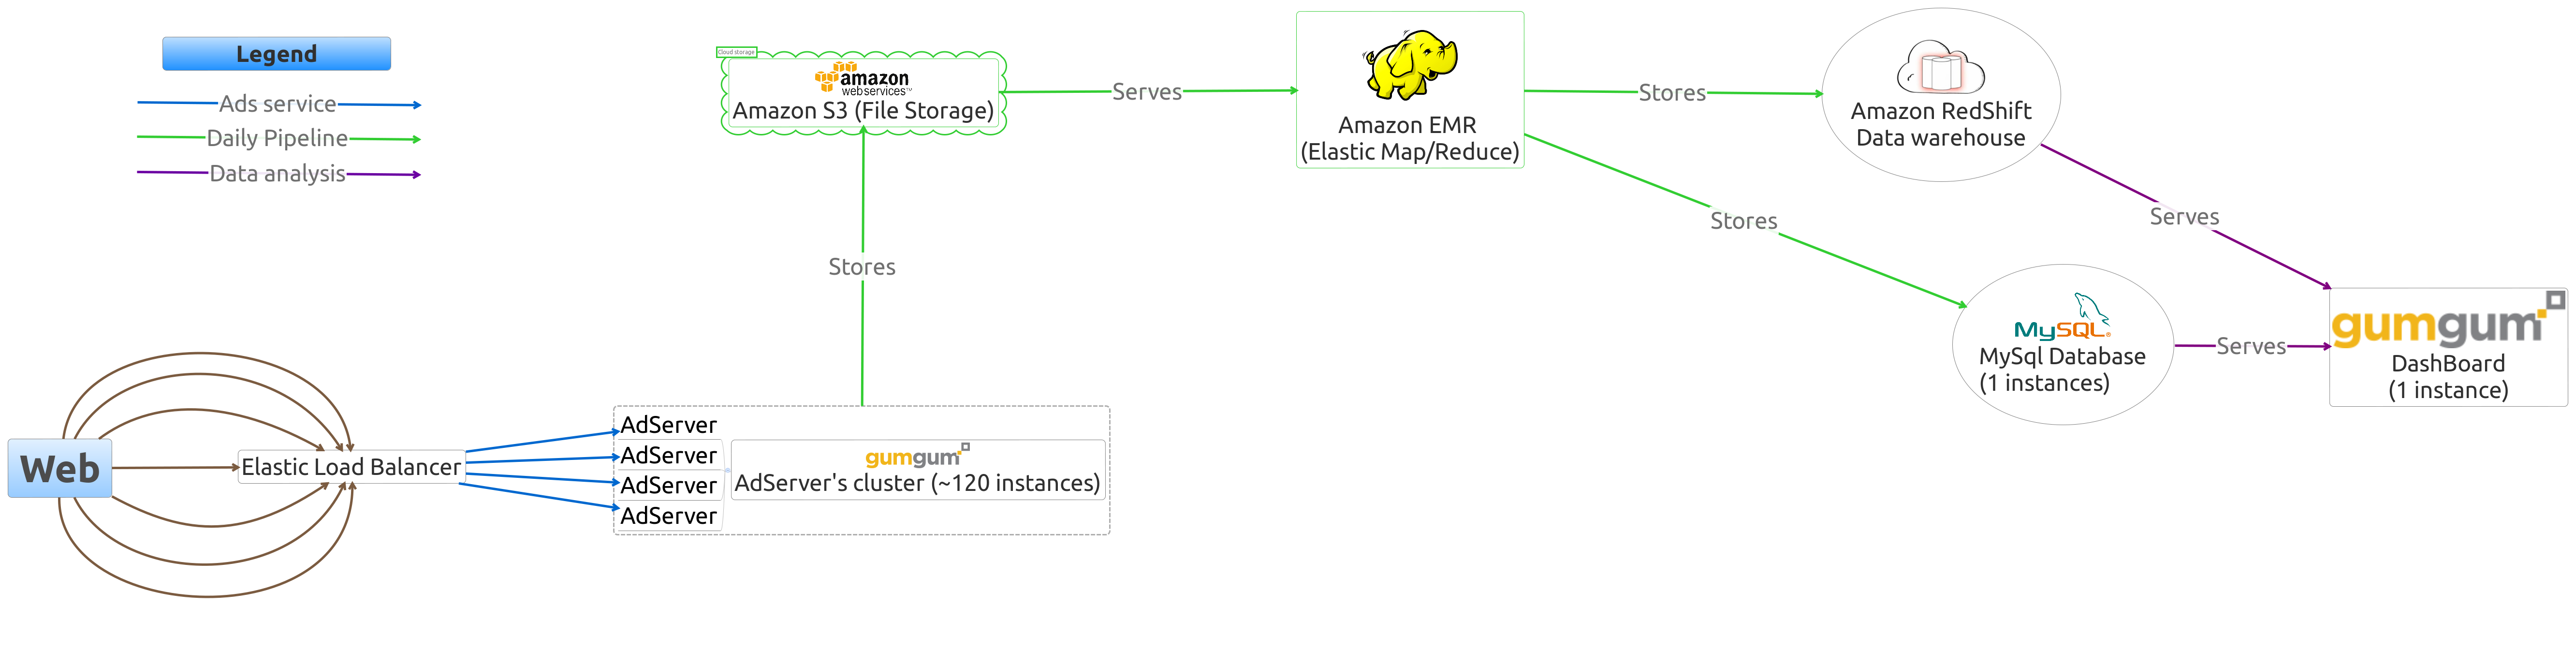 Legend
Ads service
Daily Pipeline
Data analysis
Cloud storage
amazon
webservices™
Amazon S3 (File Storage)
Serves
Amazon EMR
(Elastic Map/Reduce)
Stores
Amazon RedShift
Data warehouse
Stores
Serves
Stores
MySQL®
MySql Database
(1 instances)
Serves
gumgum
DashBoard
(1 instance)
Web
Elastic Load Balancer
AdServer
AdServer
AdServer
AdServer
gumgum
AdServer's cluster (~120 instances)